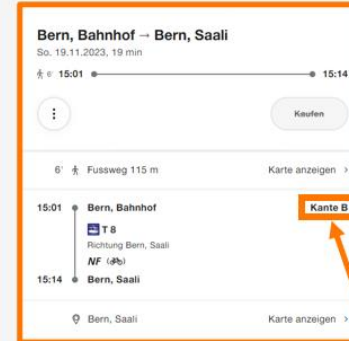 Bern, Bahnhof → Bern, Saali
So. 19.11.2023, 19 min
6' 15:01 15:14
Kaufen
6' Fussweg 115 m Karte anzeigen >
15:01 Bern, Bahnhof Kante B
T 8
Richtung Bern, Saali
NF
15:14 Bern, Saali
Bern, Saali Karte anzeigen >